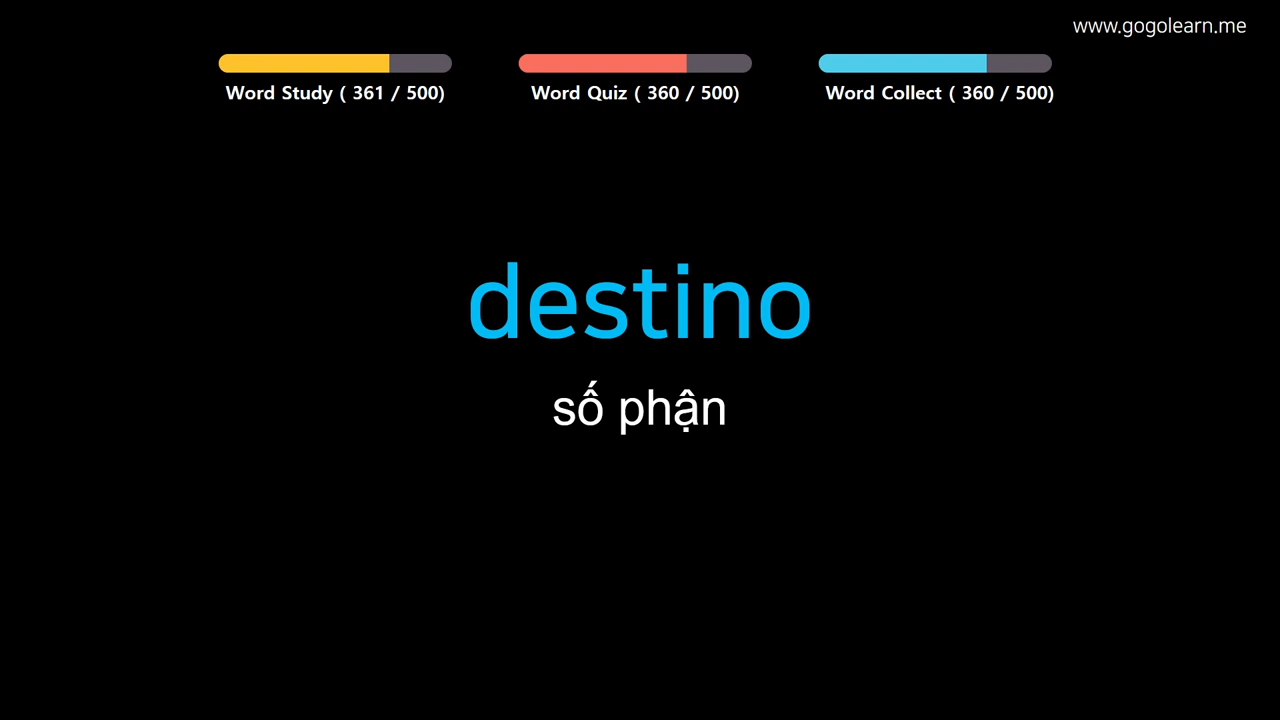 www.gogolearn.me
Word Study ( 361 / 500)
Word Quiz ( 360 / 500)
Word Collect ( 360 / 500)
destino
số phận